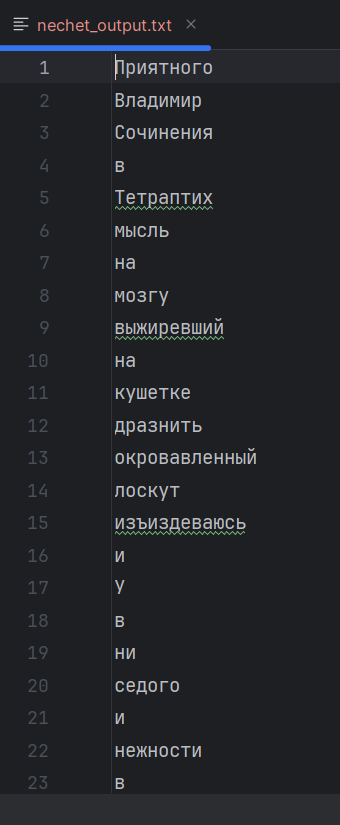 nechet_output.txt ×
1 Приятного
2 Владимир
3 Сочинения
4 в
5 Тетраптих
6 мысль
7 на
8 мозгу
9 выжиревший
10 на
11 кушетке
12 дразнить
13 окровавленный
14 лоскут
15 изъиздеваюсь
16 и
17 У
18 в
19 ни
20 седого
21 и
22 нежности
23 в